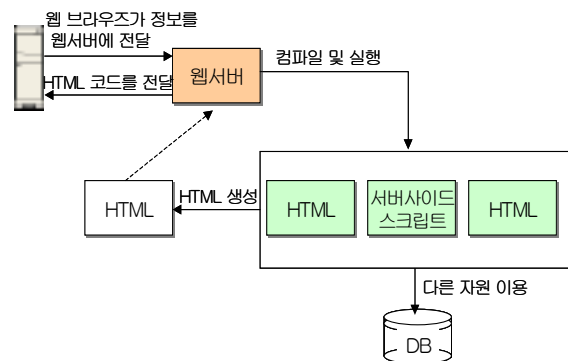 웹 브라우즈가 정보를
웹서버에 전달
HTML 코드를 전달
웹서버
컴파일 및 실행
HTML
HTML 생성
HTML
서버사이드
스크립트
HTML
다른 자원 이용
DB